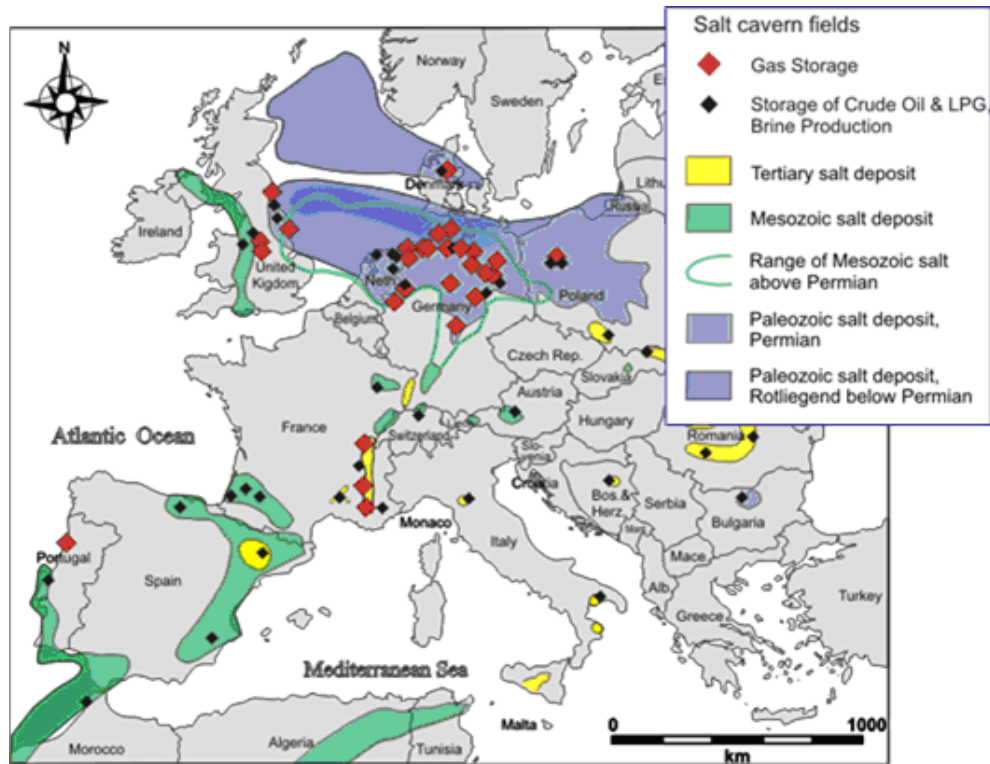 Salt cavern fields
Gas Storage
Storage of Crude Oil & LPG,
Brine Production
Tertiary salt deposit
Mesozoic salt deposit
Range of Mesozoic salt
above Permian
Paleozoic salt deposit,
Permian
Paleozoic salt deposit,
Rotliegend below Permian
N
Norway
Sweden
Denmark
Lithu
Russia
Ireland
United
Kingdom
Neth.
Germany
Poland
Belgium
Czech Rep.
Slovakia
Austria
Hungary
France
Switzerland
Atlantic Ocean
Romania
Slo-
venia
Croatia
Bos.&
Herz.
Serbia
Bulgaria
Monaco
Italy
Mace.
Alb.
Greece
Turkey
Portugal
Spain
Mediterranean Sea
Malta
Morocco
Algeria
Tunisia
0
1000
km